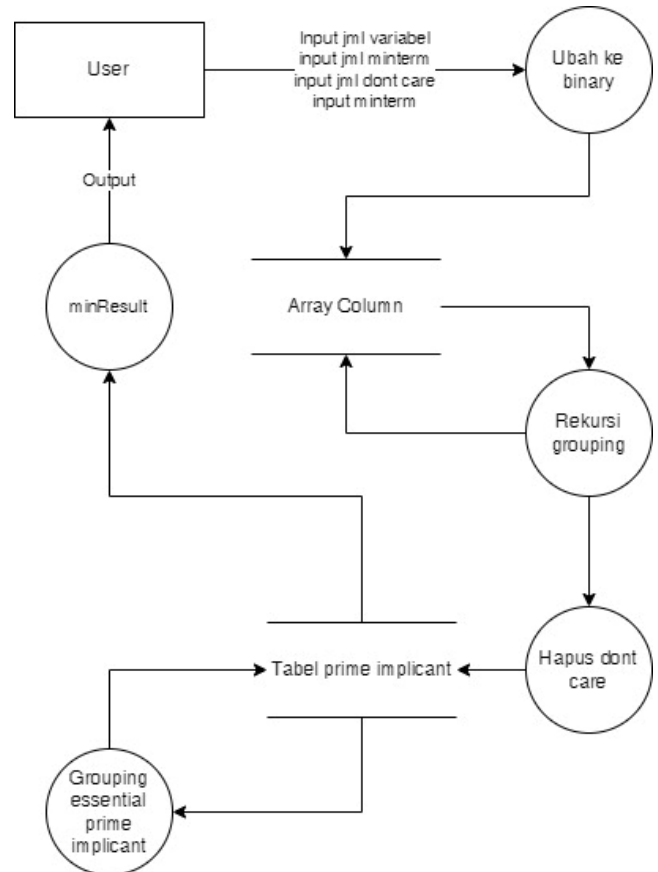 User
Input jml variabel
input jml minterm
input jml dont care
input minterm
Ubah ke
binary
Output
minResult
Array Column
Rekursi
grouping
Tabel prime implicant
Hapus dont
care
Grouping
essential
prime
implicant